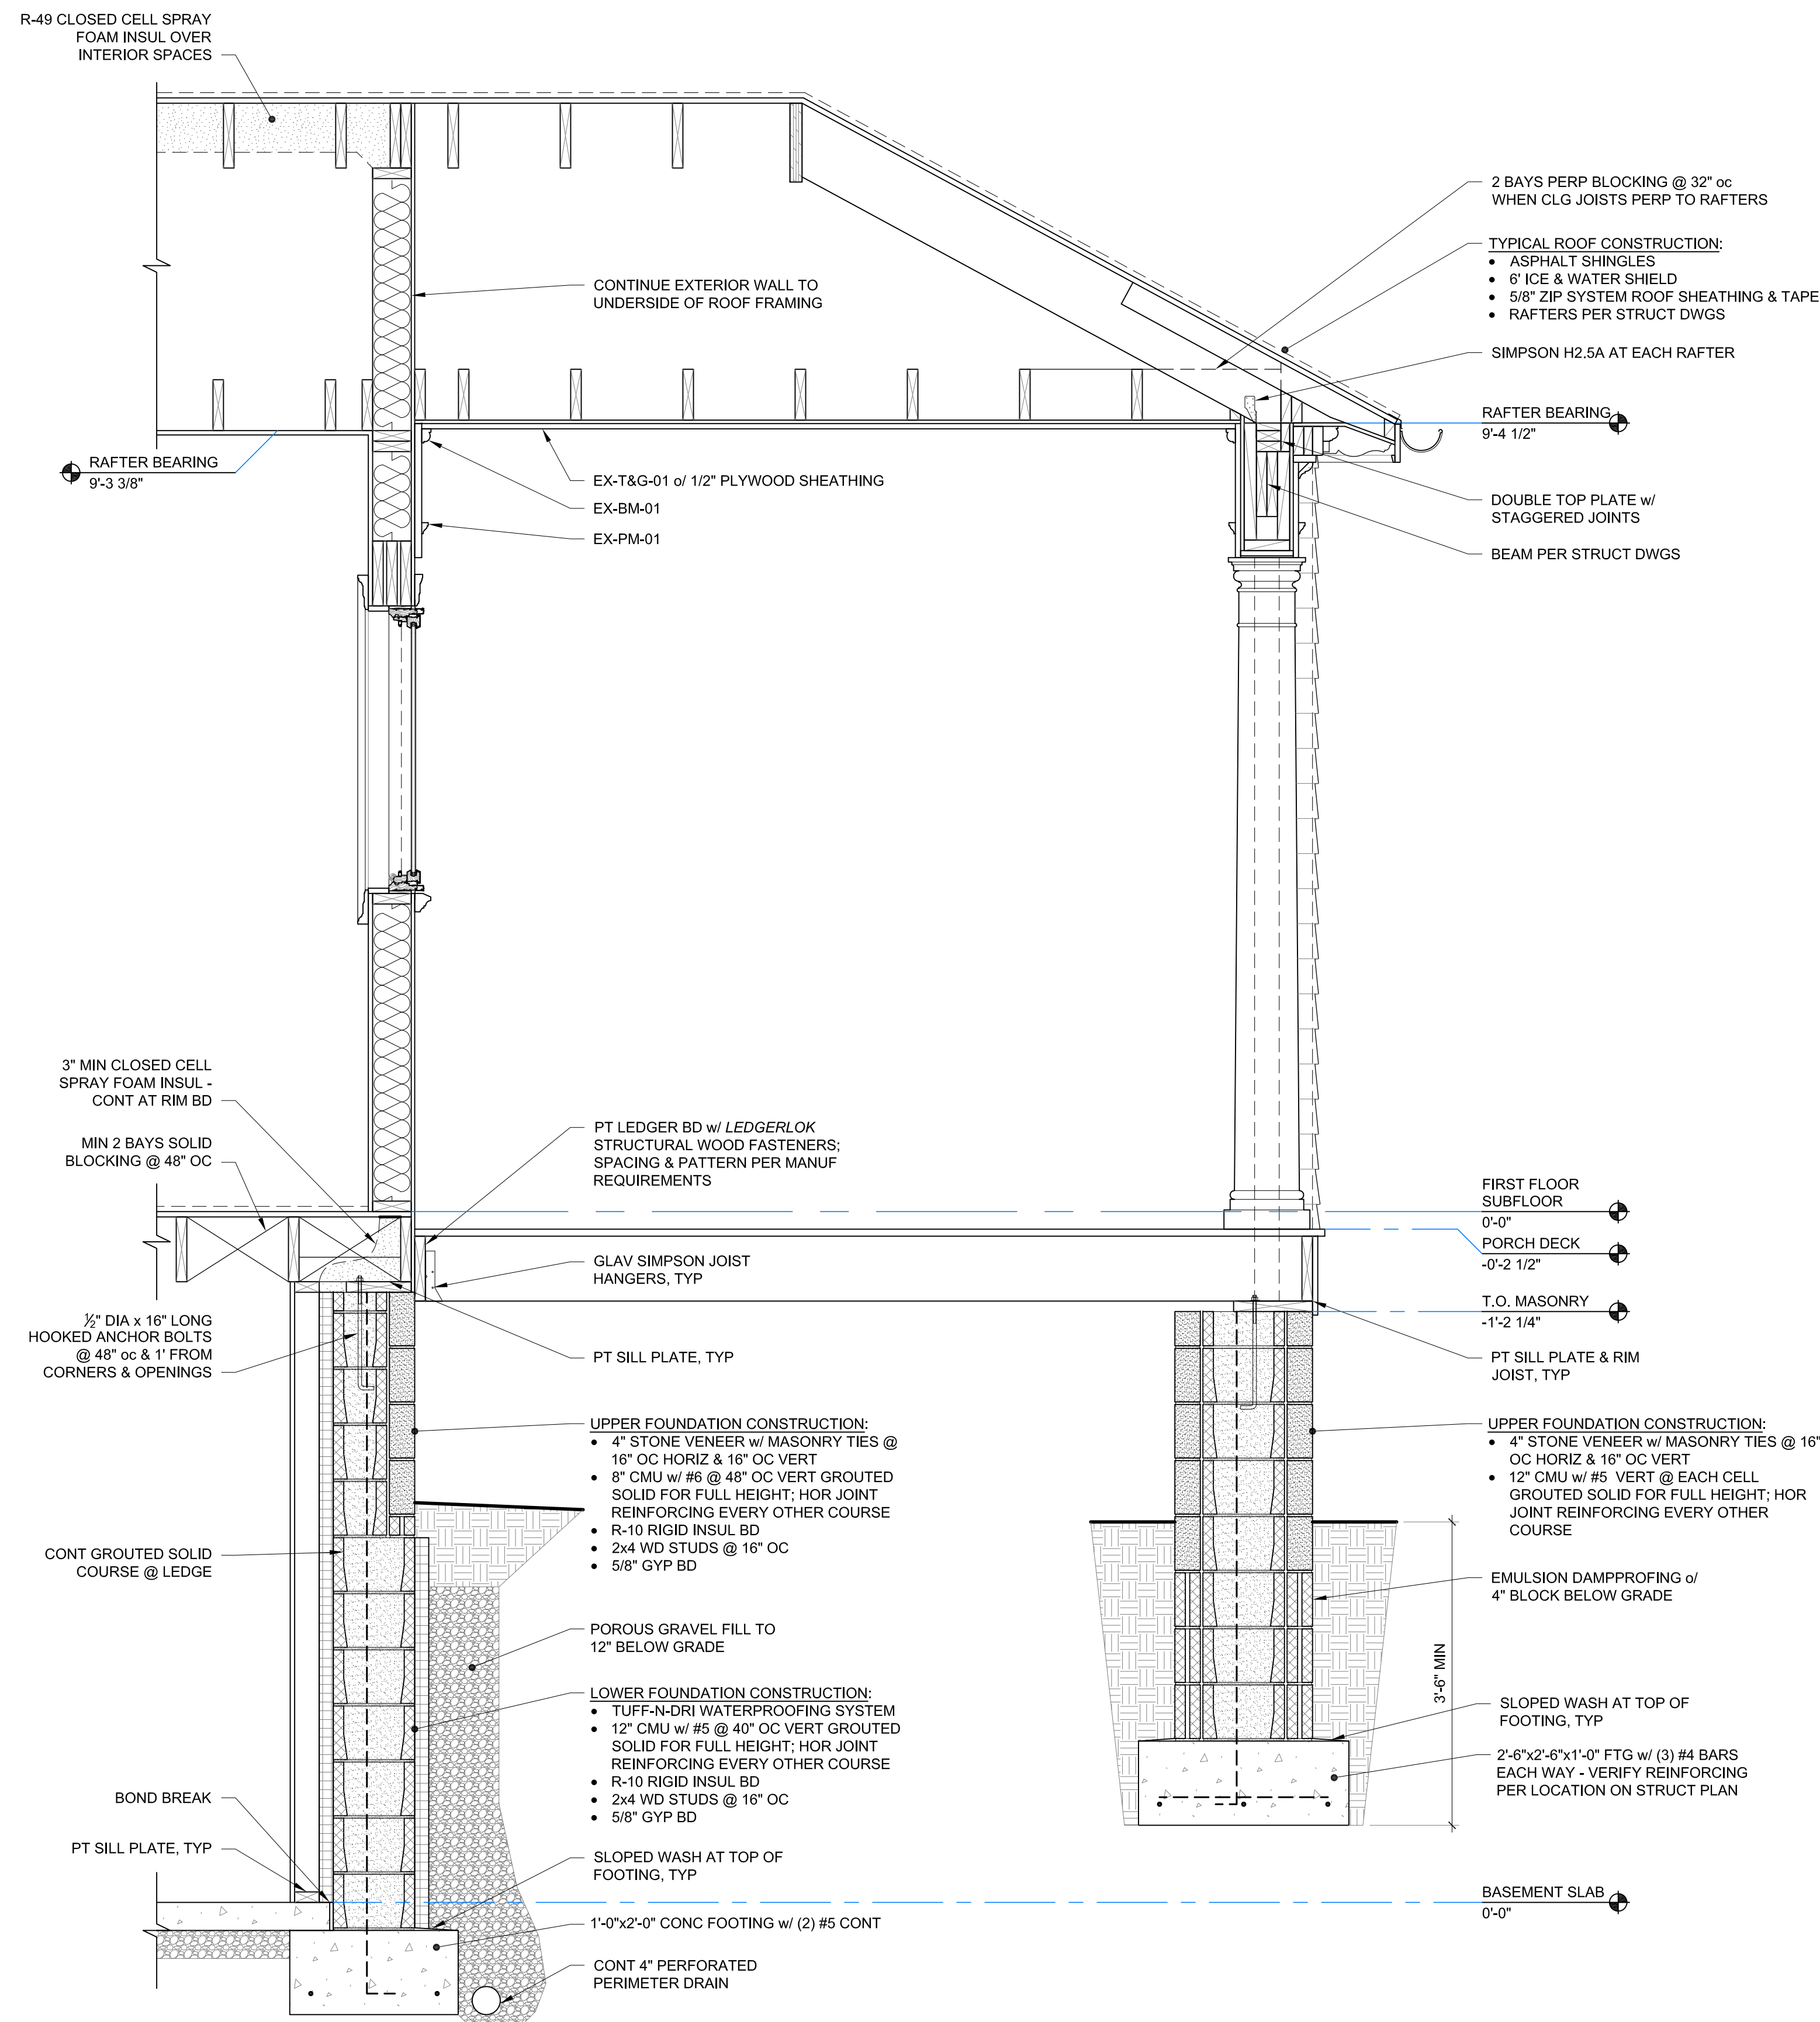 R-49 CLOSED CELL SPRAY
FOAM INSUL OVER
INTERIOR SPACES
2 BAYS PERP BLOCKING @ 32" oc
WHEN CLG JOISTS PERP TO RAFTERS
TYPICAL ROOF CONSTRUCTION:
• ASPHALT SHINGLES
• 6' ICE & WATER SHIELD
• 5/8" ZIP SYSTEM ROOF SHEATHING & TAPE
• RAFTERS PER STRUCT DWGS
CONTINUE EXTERIOR WALL TO
UNDERSIDE OF ROOF FRAMING
SIMPSON H2.5A AT EACH RAFTER
RAFTER BEARING
9'-4 1/2"
RAFTER BEARING
9'-3 3/8"
EX-T&G-01 o/ 1/2" PLYWOOD SHEATHING
EX-BM-01
EX-PM-01
DOUBLE TOP PLATE w/
STAGGERED JOINTS
BEAM PER STRUCT DWGS
3" MIN CLOSED CELL
SPRAY FOAM INSUL -
CONT AT RIM BD
MIN 2 BAYS SOLID
BLOCKING @ 48" OC
PT LEDGER BD w/ LEDGERLOK
STRUCTURAL WOOD FASTENERS;
SPACING & PATTERN PER MANUF
REQUIREMENTS
GLAV SIMPSON JOIST
HANGERS, TYP
FIRST FLOOR
SUBFLOOR
0'-0"
PORCH DECK
-0'-2 1/2"
T.O. MASONRY
-1'-2 1/4"
½" DIA x 16" LONG
HOOKED ANCHOR BOLTS
@ 48" oc & 1' FROM
CORNERS & OPENINGS
PT SILL PLATE, TYP
PT SILL PLATE & RIM
JOIST, TYP
UPPER FOUNDATION CONSTRUCTION:
• 4" STONE VENEER w/ MASONRY TIES @
16" OC HORIZ & 16" OC VERT
• 8" CMU w/ #6 @ 48" OC VERT GROUTED
SOLID FOR FULL HEIGHT; HOR JOINT
REINFORCING EVERY OTHER COURSE
• R-10 RIGID INSUL BD
• 2x4 WD STUDS @ 16" OC
• 5/8" GYP BD
UPPER FOUNDATION CONSTRUCTION:
• 4" STONE VENEER w/ MASONRY TIES @ 16"
OC HORIZ & 16" OC VERT
• 12" CMU w/ #5 VERT @ EACH CELL
GROUTED SOLID FOR FULL HEIGHT; HOR
JOINT REINFORCING EVERY OTHER
COURSE
CONT GROUTED SOLID
COURSE @ LEDGE
EMULSION DAMPPROFING o/
4" BLOCK BELOW GRADE
POROUS GRAVEL FILL TO
12" BELOW GRADE
3'-6" MIN
LOWER FOUNDATION CONSTRUCTION:
• TUFF-N-DRI WATERPROOFING SYSTEM
• 12" CMU w/ #5 @ 40" OC VERT GROUTED
SOLID FOR FULL HEIGHT; HOR JOINT
REINFORCING EVERY OTHER COURSE
• R-10 RIGID INSUL BD
• 2x4 WD STUDS @ 16" OC
• 5/8" GYP BD
SLOPED WASH AT TOP OF
FOOTING, TYP
2'-6"x2'-6"x1'-0" FTG w/ (3) #4 BARS
EACH WAY - VERIFY REINFORCING
PER LOCATION ON STRUCT PLAN
BOND BREAK
PT SILL PLATE, TYP
SLOPED WASH AT TOP OF
FOOTING, TYP
BASEMENT SLAB
0'-0"
1'-0"x2'-0" CONC FOOTING w/ (2) #5 CONT
CONT 4" PERFORATED
PERIMETER DRAIN